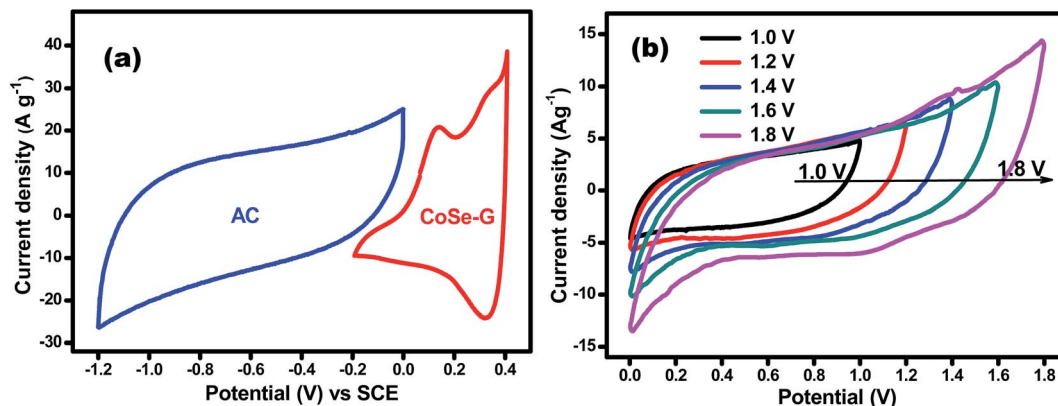 (a)
Current density (A g⁻¹)
40
30
20
10
0
-10
-20
-30
AC
CoSe-G
-1.2 -1.0 -0.8 -0.6 -0.4 -0.2 0.0 0.2 0.4
Potential (V) vs SCE
(b)
Current density (Ag⁻¹)
15
10
5
0
-5
-10
-15
1.0 V
1.2 V
1.4 V
1.6 V
1.8 V
1.0 V 1.8 V
0.0 0.2 0.4 0.6 0.8 1.0 1.2 1.4 1.6 1.8
Potential (V)